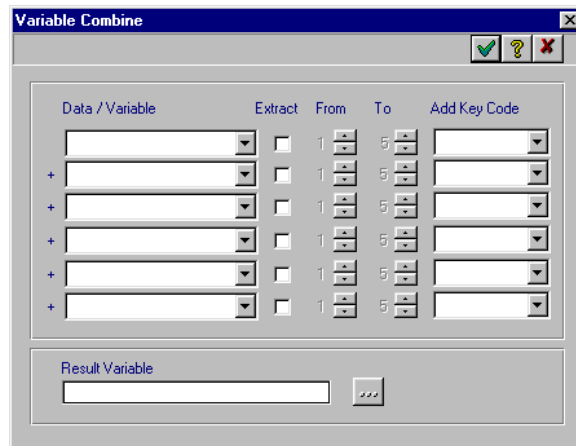 Variable Combine
Data / Variable Extract From To Add Key Code
1 5
+ 1 5
+ 1 5
+ 1 5
+ 1 5
+ 1 5
Result Variable
...